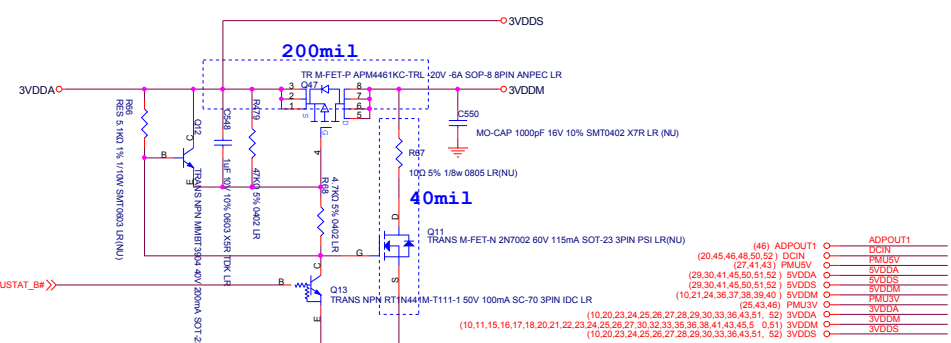 3VDDS
200mil
TR M-FET-P APM4461KC-TRL -20V -6A SOP-8 8PIN ANPEC LR
3VDDA
3
2
1
Q47
8
7
6
5
3VDDM
S
D
G
4
R66
RES 5.1KΩ 1% 1/10W SMT0603 LR(NU)
Q12
C
B
E
TRANS NPN MMBT3904 40V 200mA SOT-2
C548
1uF 10V 10% 0603 X5R TDK LR
R479
47KΩ 5% 0402 LR
R68
4.7KΩ 5% 0402 LR
C550
MO-CAP 1000pF 16V 10% SMT0402 X7R LR (NU)
R67
10Ω 5% 1/8w 0805 LR(NU)
40mil
D
Q11
TRANS M-FET-N 2N7002 60V 115mA SOT-23 3PIN PSI LR(NU)
G
S
USTAT_B#
C
B
Q13
TRANS NPN RT1N441M-T111-1 50V 100mA SC-70 3PIN IDC LR
E
(46) ADPOUT1 ADPOUT1
(20,45,46,48,50,52) DCIN DCIN
(27,41,43) PMU5V PMU5V
(29,30,41,45,50,51,52) 5VDDA 5VDDA
(29,30,41,45,50,51,52) 5VDDS 5VDDS
(10,21,24,36,37,38,39,40) 5VDDM 5VDDM
(25,43,46) PMU3V PMU3V
(10,20,23,24,25,26,27,28,29,30,33,36,43,51, 52) 3VDDA 3VDDA
(10,11,15,16,17,18,20,21,22,23,24,25,26,27,30,32,33,35,36,38,41,43,45,5 0,51) 3VDDM 3VDDM
(10,20,23,24,25,26,27,28,29,30,33,36,43,51, 52) 3VDDS 3VDDS